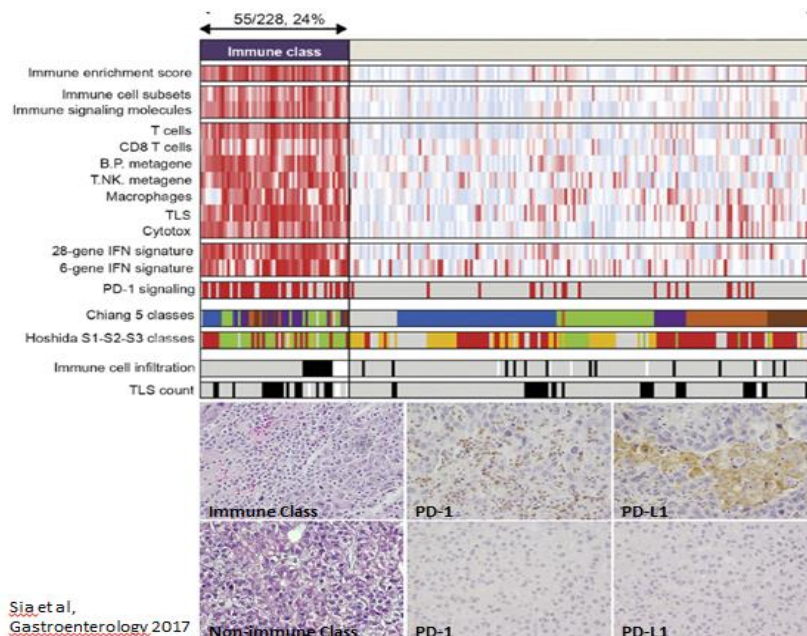 55/228, 24%
Immune class
Immune enrichment score
Immune cell subsets
Immune signaling molecules
T cells
CD8 T cells
B.P. metagene
T.NK. metagene
Macrophages
TLS
Cytotox
28-gene IFN signature
6-gene IFN signature
PD-1 signaling
Chiang 5 classes
Hoshida S1-S2-S3 classes
Immune cell infiltration
TLS count
Immune Class
PD-1
PD-L1
Non-immune Class
PD-1
PD-L1
Sia et al,
Gastroenterology 2017